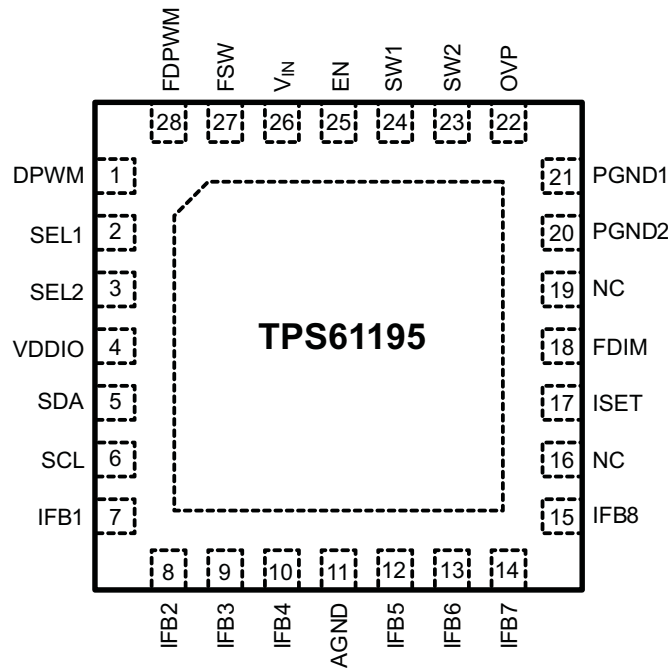 FDPWM FSW VIN EN SW1 SW2 OVP
28 27 26 25 24 23 22
DPWM 1 21 PGND1
SEL1 2 20 PGND2
SEL2 3 19 NC
TPS61195
VDDIO 4 18 FDIM
SDA 5 17 ISET
SCL 6 16 NC
IFB1 7 15 IFB8
8 9 10 11 12 13 14
IFB2 IFB3 IFB4 AGND IFB5 IFB6 IFB7